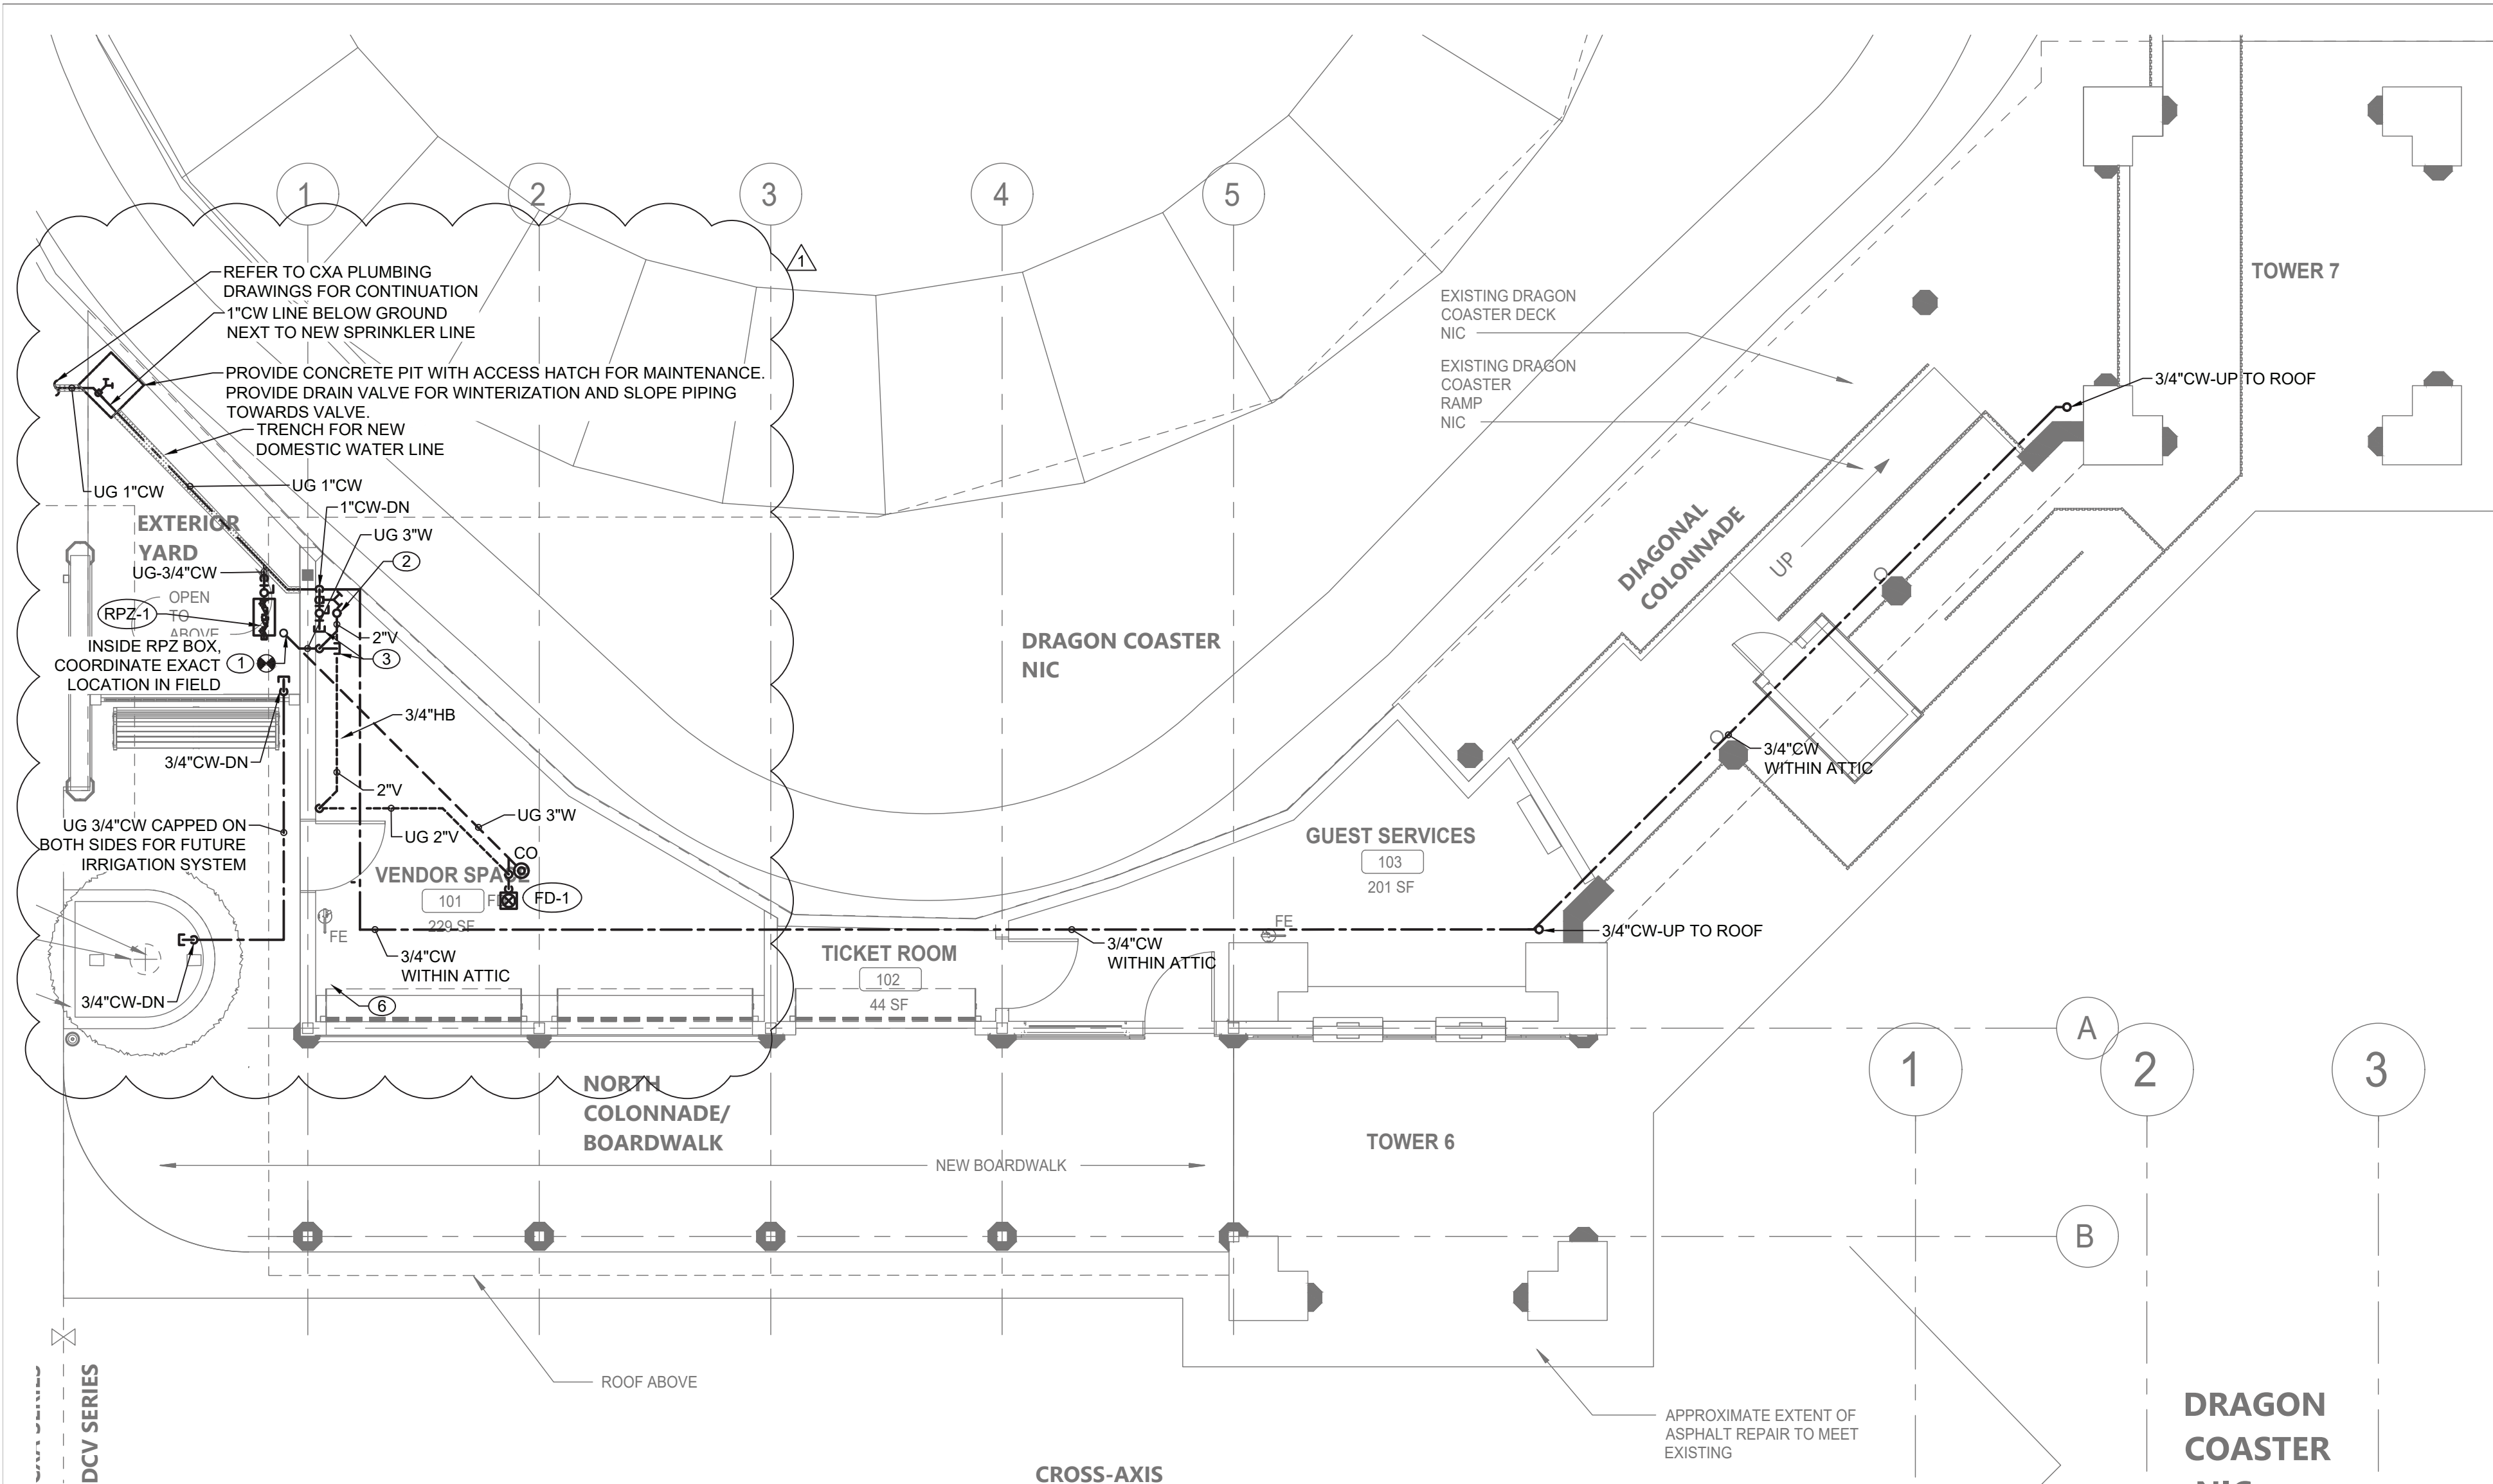 1
2
3
4
5
1
REFER TO CXA PLUMBING
DRAWINGS FOR CONTINUATION
1"CW LINE BELOW GROUND
NEXT TO NEW SPRINKLER LINE
PROVIDE CONCRETE PIT WITH ACCESS HATCH FOR MAINTENANCE.
PROVIDE DRAIN VALVE FOR WINTERIZATION AND SLOPE PIPING
TOWARDS VALVE.
TRENCH FOR NEW
DOMESTIC WATER LINE
UG 1"CW
UG 1"CW
1"CW-DN
EXTERIOR
YARD
UG 3"W
2
UG-3/4"CW
OPEN
TO
ABOVE
RPZ-1
2"V
3
INSIDE RPZ BOX,
COORDINATE EXACT
LOCATION IN FIELD
1
3/4"HB
3/4"CW-DN
2"V
UG 3"W
UG 2"V
UG 3/4"CW CAPPED ON
BOTH SIDES FOR FUTURE
IRRIGATION SYSTEM
CO
VENDOR SPACE
101
229 SF
FD-1
FE
3/4"CW
WITHIN ATTIC
3/4"CW-DN
6
DRAGON COASTER
NIC
EXISTING DRAGON
COASTER DECK
NIC
EXISTING DRAGON
COASTER
RAMP
NIC
TOWER 7
3/4"CW-UP TO ROOF
DIAGONAL
COLONNADE
UP
3/4"CW
WITHIN ATTIC
GUEST SERVICES
103
201 SF
FE
3/4"CW-UP TO ROOF
TICKET ROOM
102
44 SF
3/4"CW
WITHIN ATTIC
A
1
2
3
NORTH
COLONNADE/
BOARDWALK
NEW BOARDWALK
TOWER 6
B
ROOF ABOVE
APPROXIMATE EXTENT OF
ASPHALT REPAIR TO MEET
EXISTING
DCV SERIES
CROSS-AXIS
DRAGON
COASTER